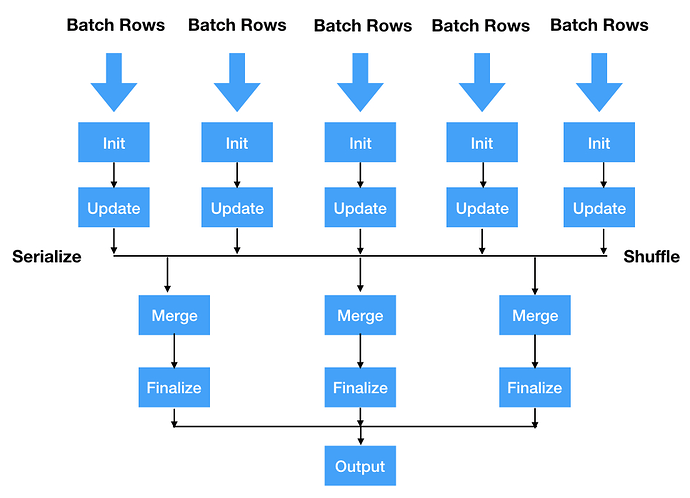 Batch Rows Batch Rows Batch Rows Batch Rows Batch Rows
Init Init Init Init Init
Update Update Update Update Update
Serialize Shuffle
Merge Merge Merge
Finalize Finalize Finalize
Output